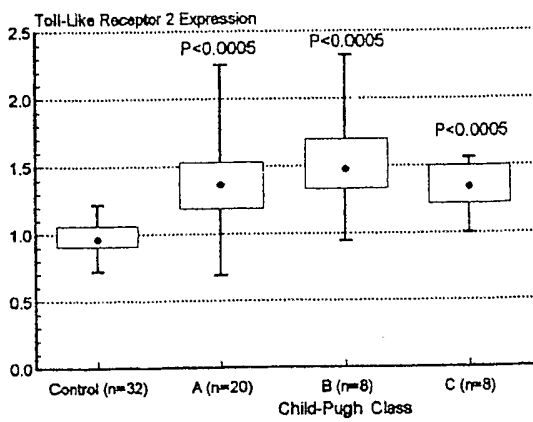 Toll-Like Receptor 2 Expression
2.5
P<0.0005
P<0.0005
2.0
P<0.0005
1.5
1.0
0.5
0.0
Control (n=32)
A (n=20)
B (n=8)
C (n=8)
Child-Pugh Class